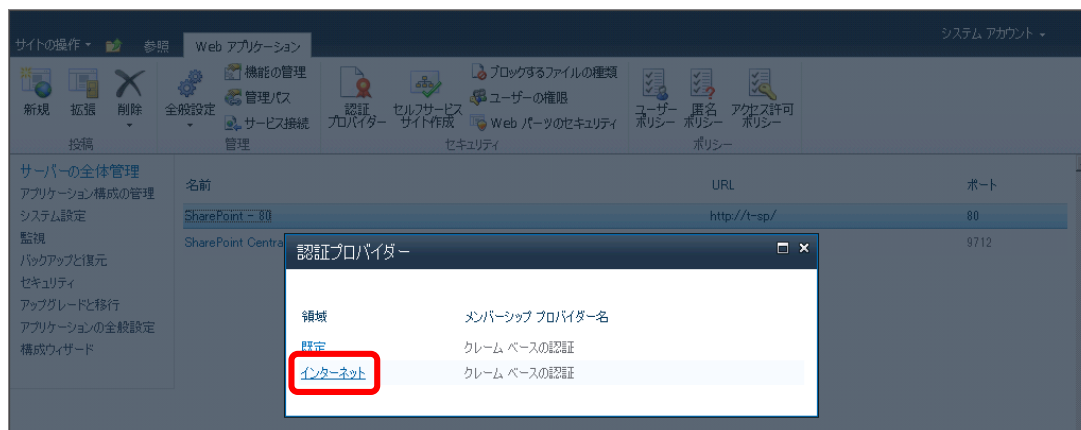 システム アカウント
サイトの操作 参照 Web アプリケーション
新規 拡張 削除
投稿
全般設定
機能の管理
管理パス
サービス接続
管理
認証プロバイダー
セルフサービス サイト作成
ブロックするファイルの種類
ユーザーの権限
Web パーツのセキュリティ
セキュリティ
ユーザー ポリシー
匿名 ポリシー
アクセス許可 ポリシー
ポリシー
サーバーの全体管理
アプリケーション構成の管理
システム設定
監視
バックアップと復元
セキュリティ
アップグレードと移行
アプリケーションの全般設定
構成ウィザード
名前 URL ポート
SharePoint - 80 http://t-sp/ 80
SharePoint Centra 9712
認証プロバイダー
領域 メンバーシップ プロバイダー名
既定 クレーム ベースの認証
インターネット クレーム ベースの認証